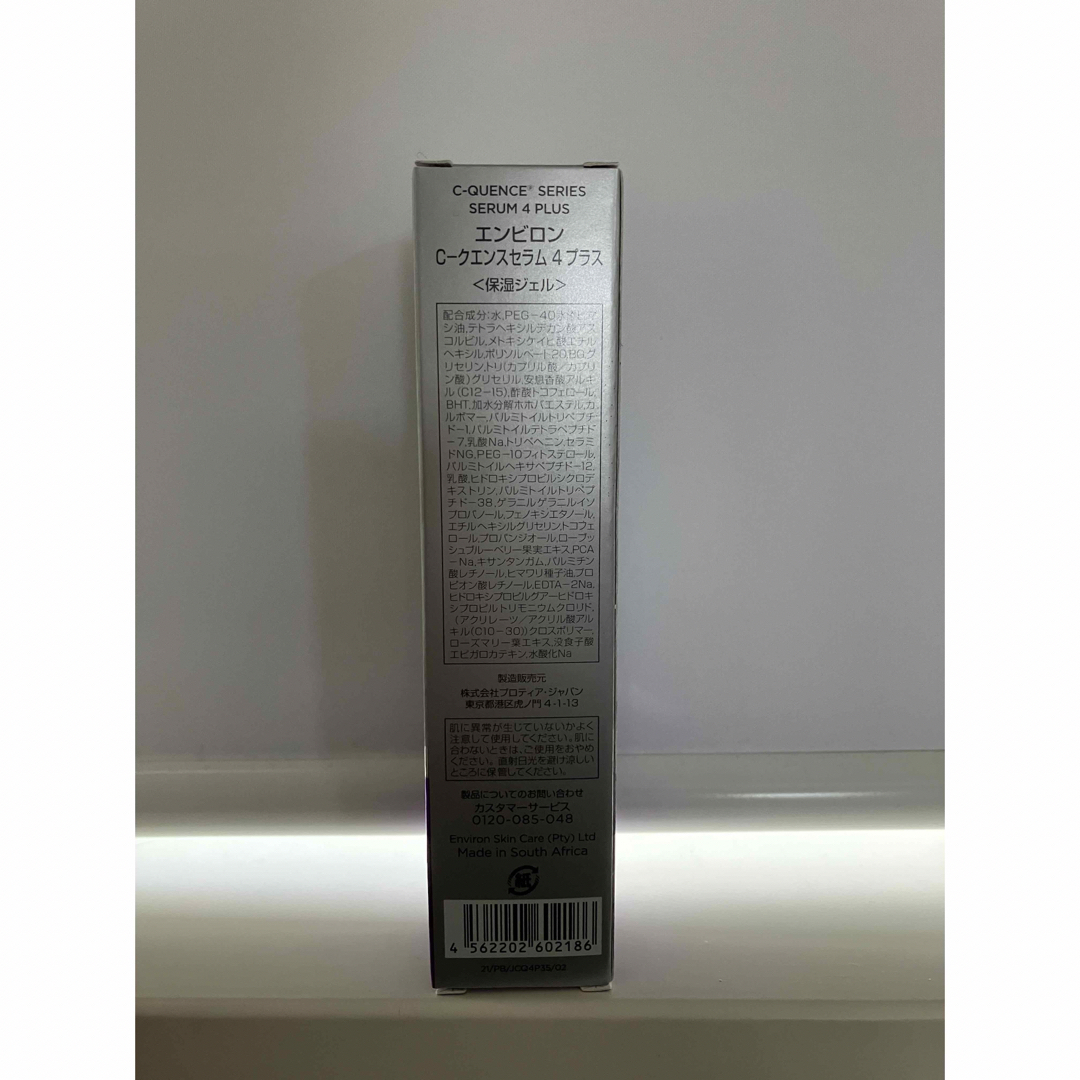 C-QUENCE® SERIES
SERUM 4 PLUS
エンビロン
C－クエンスセラム 4 プラス
＜保湿ジェル＞
配合成分:水,PEG－40水添ヒマ
シ油,テトラヘキシルデカン酸アス
コルビル,メトキシケイヒ酸エチル
ヘキシル,ポリソルベート20,BG,グ
リセリン,トリ(カプリル酸／カプリ
ン酸)グリセリル,安息香酸アルキ
ル(C12－15),酢酸トコフェロール,
BHT,加水分解ホホバエステル,カ
ルボマー,パルミトイルトリペプチ
ド－1,パルミトイルテトラペプチド
－7,乳酸Na,トリベヘニン,セラミ
ドNG,PEG－10フィトステロール,
パルミトイルヘキサペプチド－12,
乳酸,ヒドロキシプロピルシクロデ
キストリン,パルミトイルトリペプ
チド－38,ゲラニルゲラニルイソ
プロパノール,フェノキシエタノール,
エチルヘキシルグリセリン,トコフェ
ロール,プロパンジオール,ローブッ
シュブルーベリー果実エキス,PCA
－Na,キサンタンガム,パルミチン
酸レチノール,ヒマワリ種子油,プロ
ピオン酸レチノール,EDTA－2Na,
ヒドロキシプロピルグアーヒドロキ
シプロピルトリモニウムクロリド,
(アクリレーツ／アクリル酸アル
キル(C10－30))クロスポリマー,
ローズマリー葉エキス,没食子酸
エピガロカテキン,水酸化Na
製造販売元
株式会社プロティア・ジャパン
東京都港区虎ノ門 4-1-13
肌に異常が生じていないかよく
注意して使用してください。肌に
合わないときは、ご使用をおやめ
ください。直射日光を避け涼しい
ところに保管してください。
製品についてのお問い合わせ
カスタマーサービス
0120-085-048
Environ Skin Care (Pty) Ltd
Made in South Africa
紙
4 562202 602186
71/PB/JCQ4P35/02